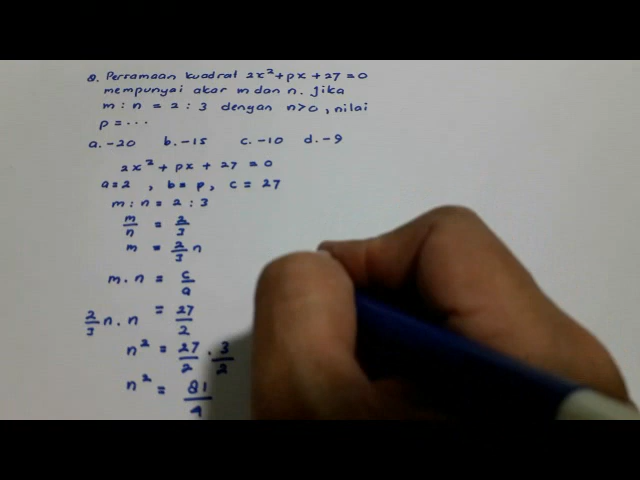 Q. Persamaan kuadrat 2x²+px+27=0
mempunyai akar m dan n. Jika
m : n = 2 : 3 dengan n>0, nilai
p = ...
a. -20 b. -15 c. -10 d. -9
2x² + px + 27 = 0
a=2, b=p, c=27
m : n = 2 : 3
m/n = 2/3
m = 2/3 n
m . n = c/a
2/3 n . n = 27/2
n² = 27/2 . 3/2
n² = 81/4